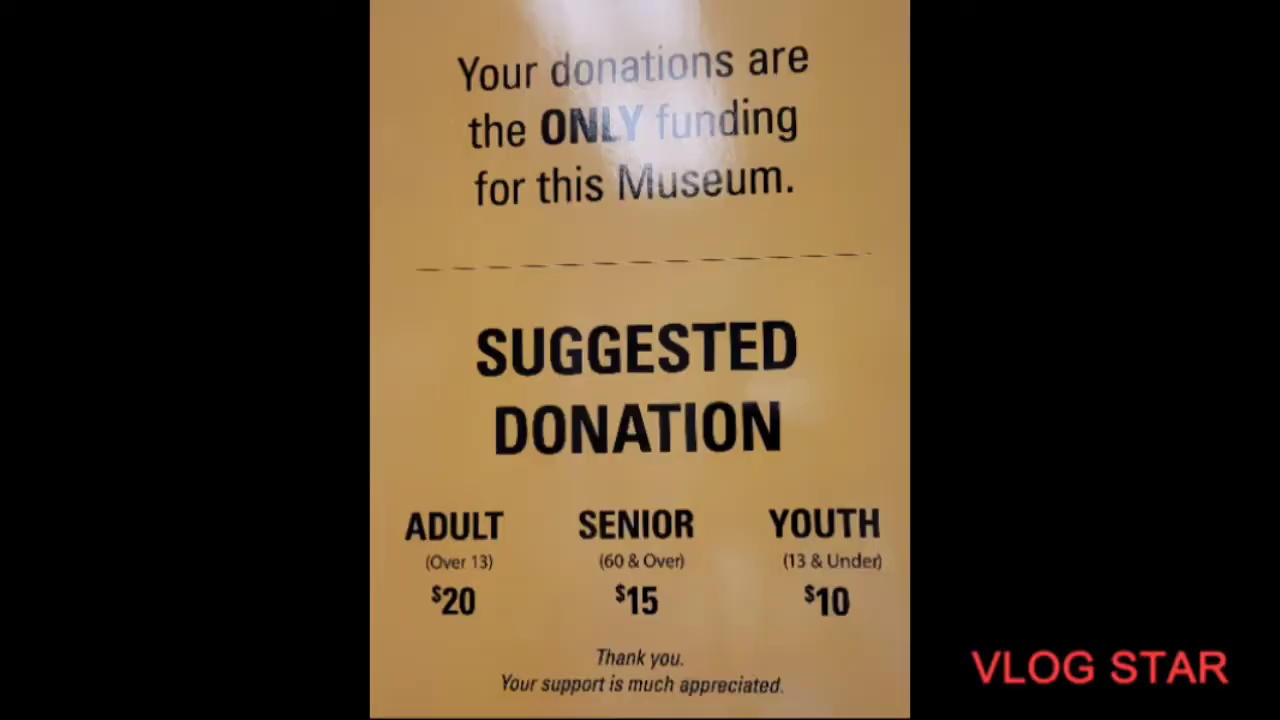 Your donations are
the ONLY funding
for this Museum.
SUGGESTED
DONATION
ADULT SENIOR YOUTH
(Over 13) (60 & Over) (13 & Under)
$20 $15 $10
Thank you.
Your support is much appreciated.
VLOG STAR